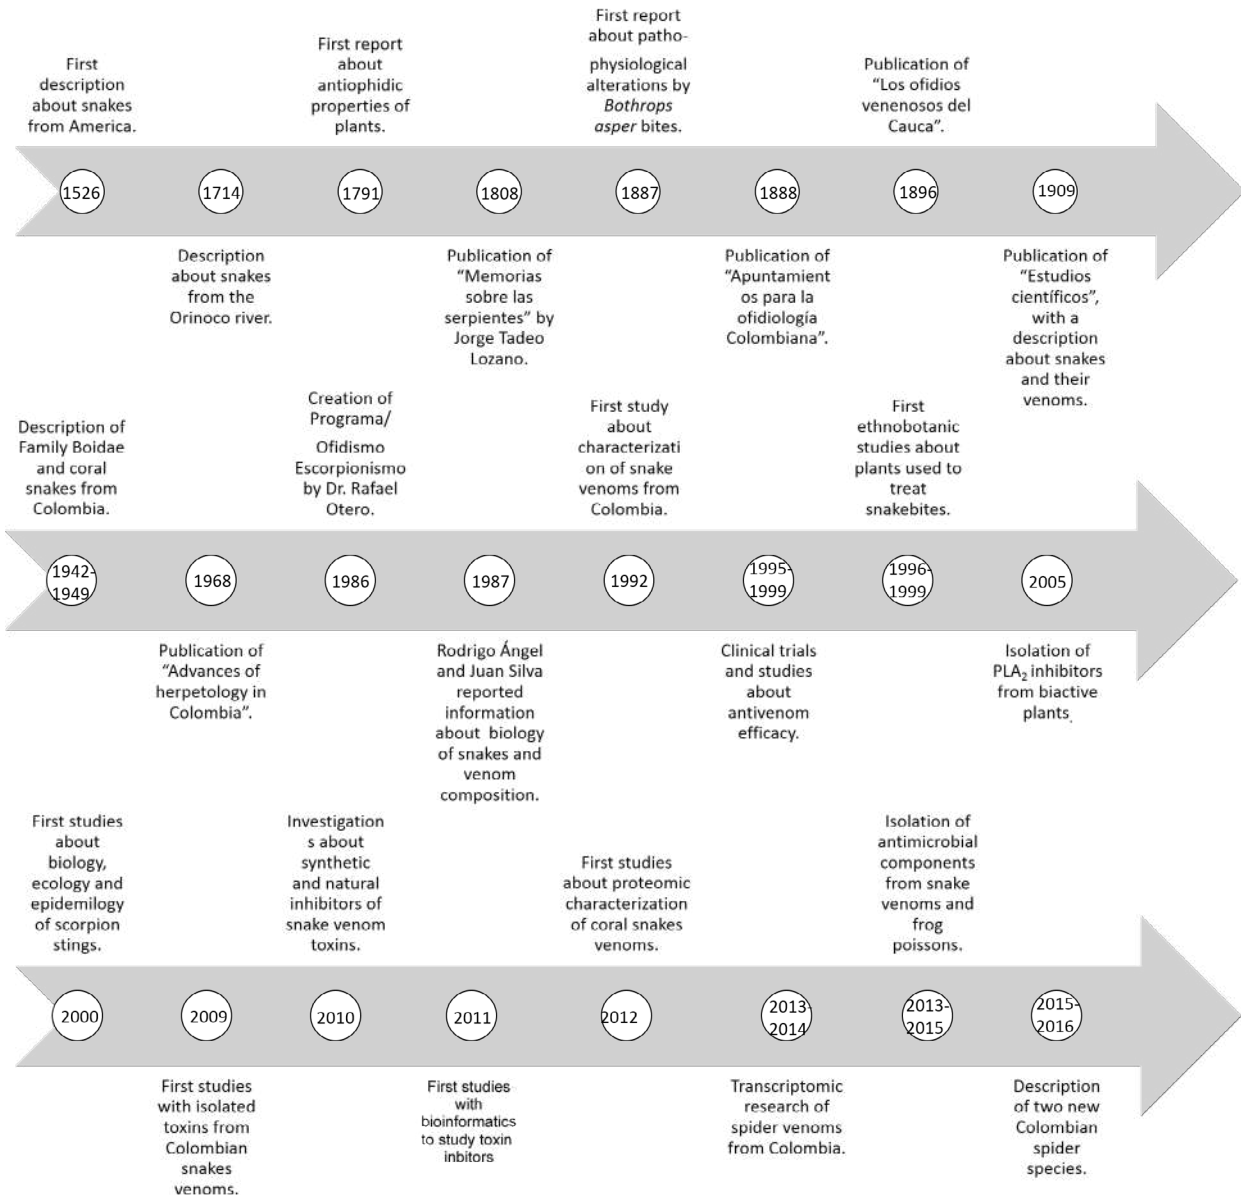 First
description
about snakes
from America.
First report
about
antiophidic
properties of
plants.
First report
about patho-
physiological
alterations by
Bothrops
asper bites.
Publication of
“Los ofidios
venenosos del
Cauca”.
1526
1714
1791
1808
1887
1888
1896
1909
Description
about snakes
from the
Orinoco river.
Publication of
“Memorias
sobre las
serpientes” by
Jorge Tadeo
Lozano.
Publication of
“Apuntamient
os para la
ofidiología
Colombiana”.
Publication of
“Estudios
científicos”,
with a
description
about snakes
and their
venoms.
Description of
Family Boidae
and coral
snakes from
Colombia.
Creation of
Programa/
Ofidismo
Escorpionismo
by Dr. Rafael
Otero.
First study
about
characterizati
on of snake
venoms from
Colombia.
First
ethnobotanic
studies about
plants used to
treat
snakebites.
1942-
1949
1968
1986
1987
1992
1995-
1999
1996-
1999
2005
Publication of
“Advances of
herpetology in
Colombia”.
Rodrigo Ángel
and Juan Silva
reported
information
about biology
of snakes and
venom
composition.
Clinical trials
and studies
about
antivenom
efficacy.
Isolation of
PLA₂ inhibitors
from biactive
plants.
First studies
about
biology,
ecology and
epidemilogy
of scorpion
stings.
Investigation
s about
synthetic
and natural
inhibitors of
snake venom
toxins.
First studies
about proteomic
characterization
of coral snakes
venoms.
Isolation of
antimicrobial
components
from snake
venoms and
frog
poissons.
2000
2009
2010
2011
2012
2013-
2014
2013-
2015
2015-
2016
First studies
with isolated
toxins from
Colombian
snakes
venoms.
First studies
with
bioinformatics
to study toxin
inbitors
Transcriptomic
research of
spider venoms
from Colombia.
Description
of two new
Colombian
spider
species.